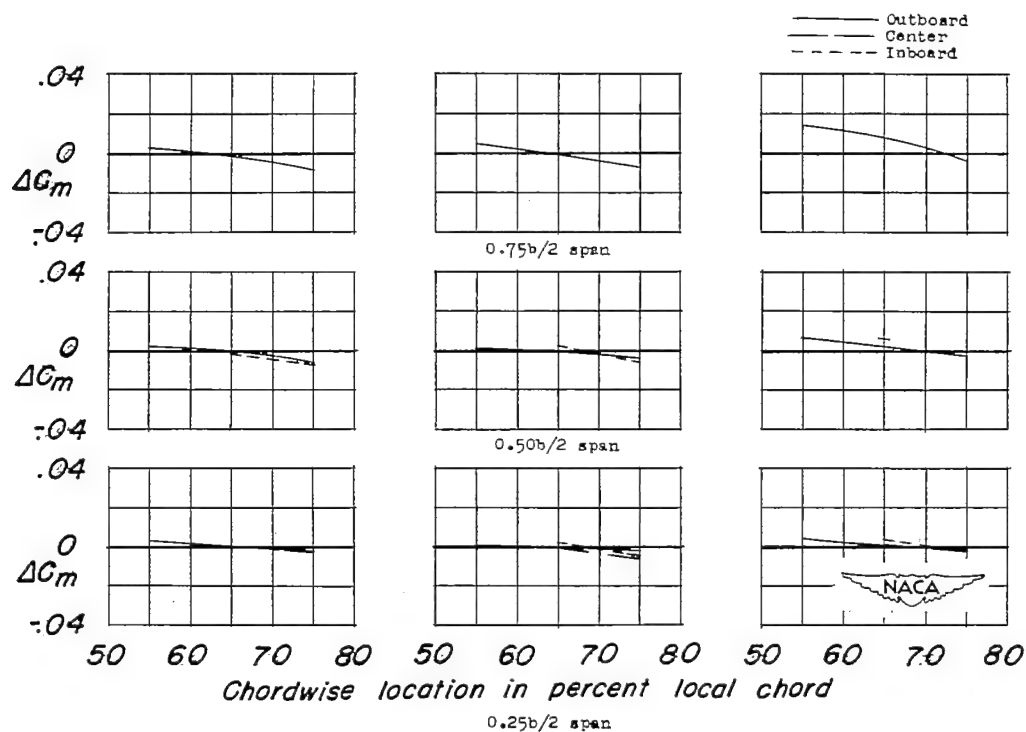 Outboard
Center
Inboard
.04
0
ΔCm
-.04
0.75b/2 span
.04
0
ΔCm
-.04
0.50b/2 span
.04
0
ΔCm
-.04
NACA
50 60 70 80 50 60 70 80 50 60 70 80
Chordwise location in percent local chord
0.25b/2 span